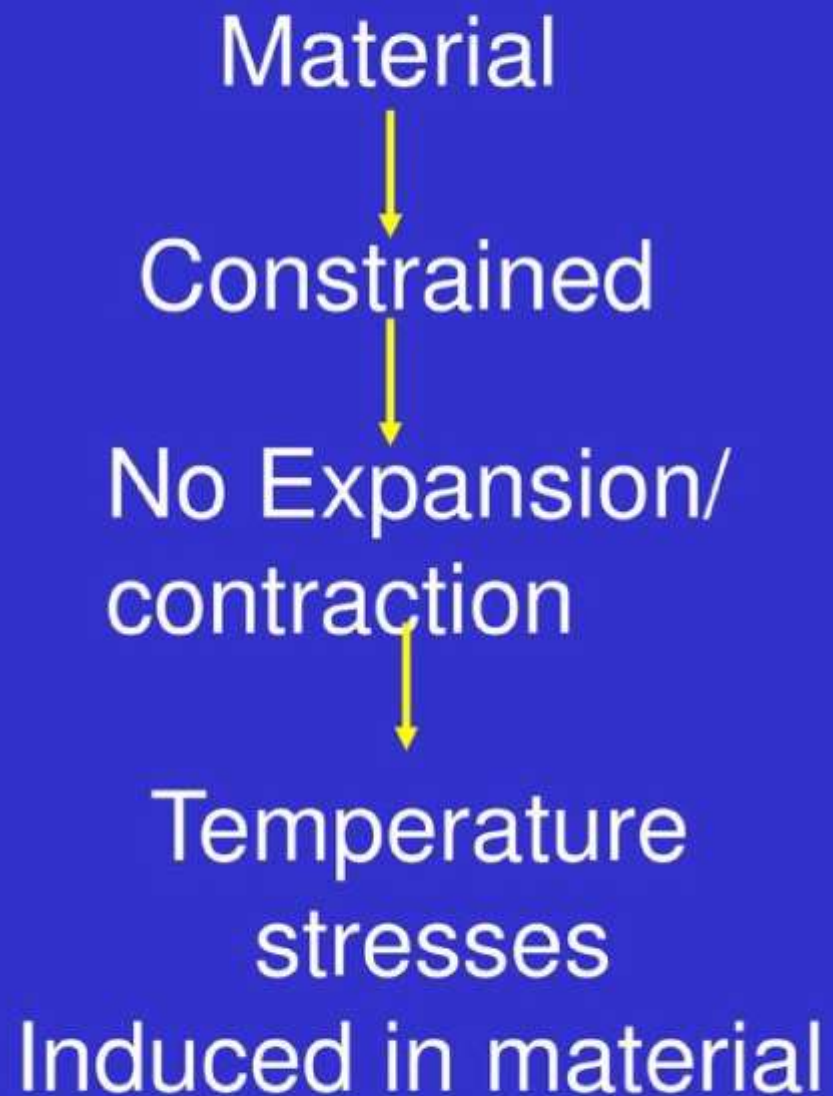 Material
Constrained
No Expansion/
contraction
Temperature
stresses
Induced in material